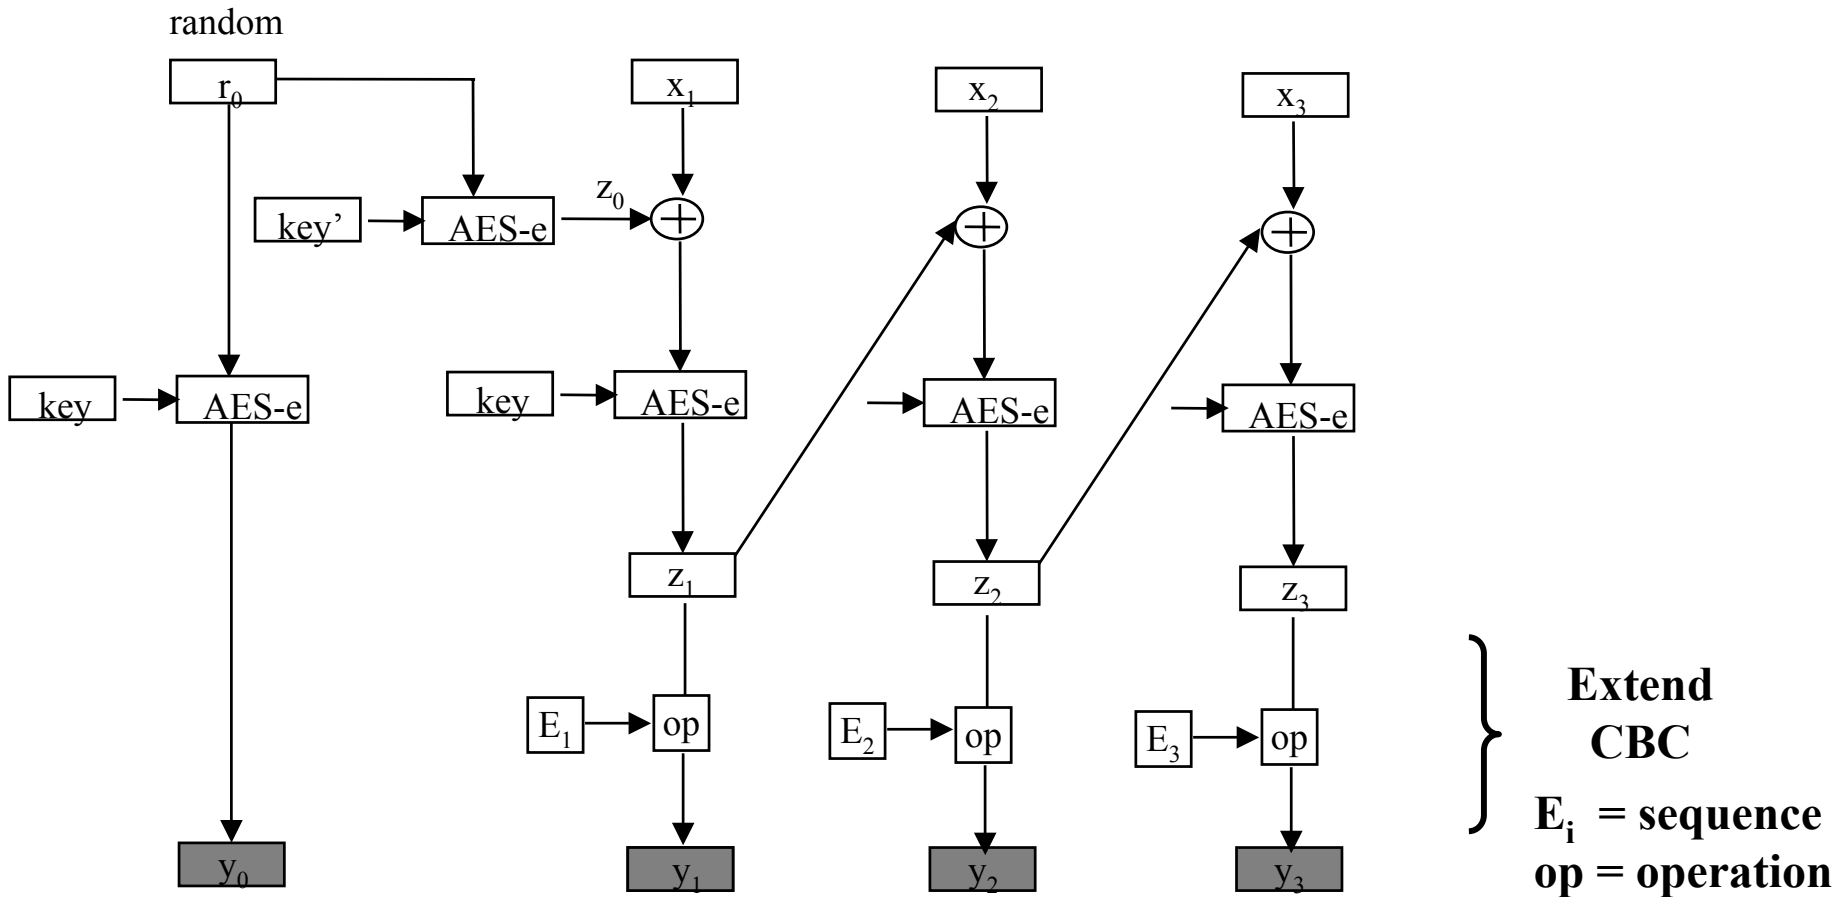 random
r₀
x₁
x₂
x₃
key’
AES-e
z₀
key
AES-e
key
AES-e
AES-e
AES-e
z₁
z₂
z₃
E₁
op
E₂
op
E₃
op
Extend
CBC
Eᵢ = sequence
op = operation
y₀
y₁
y₂
y₃